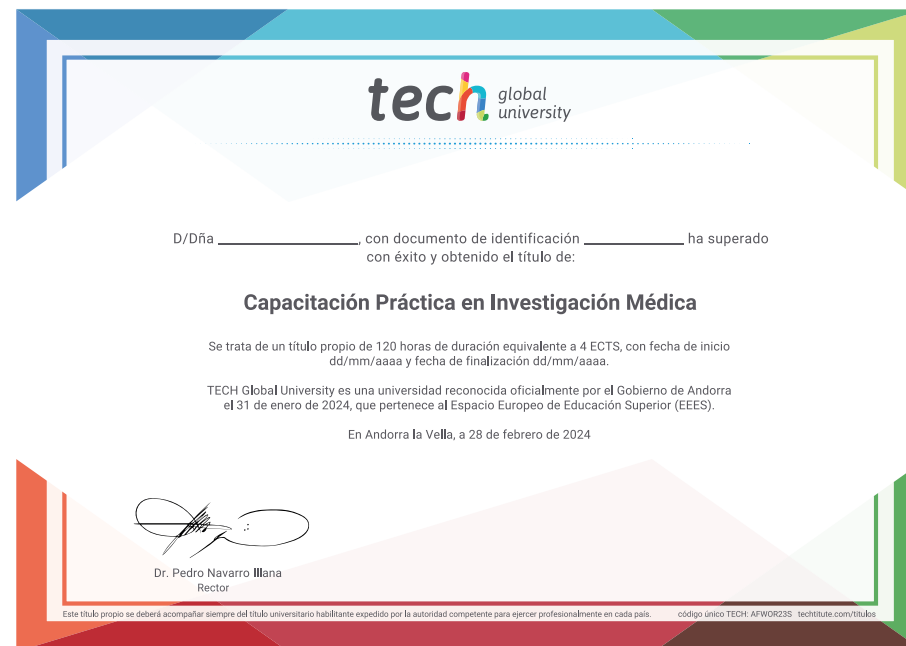 tech global university
D/Dña ____________________, con documento de identificación ______________ ha superado
con éxito y obtenido el título de:
Capacitación Práctica en Investigación Médica
Se trata de un título propio de 120 horas de duración equivalente a 4 ECTS, con fecha de inicio
dd/mm/aaaa y fecha de finalización dd/mm/aaaa.
TECH Global University es una universidad reconocida oficialmente por el Gobierno de Andorra
el 31 de enero de 2024, que pertenece al Espacio Europeo de Educación Superior (EEES).
En Andorra la Vella, a 28 de febrero de 2024
Dr. Pedro Navarro Illana
Rector
Este título propio se deberá acompañar siempre del título universitario habilitante expedido por la autoridad competente para ejercer profesionalmente en cada país. código único TECH: AFWOR23S techtitute.com/titulos